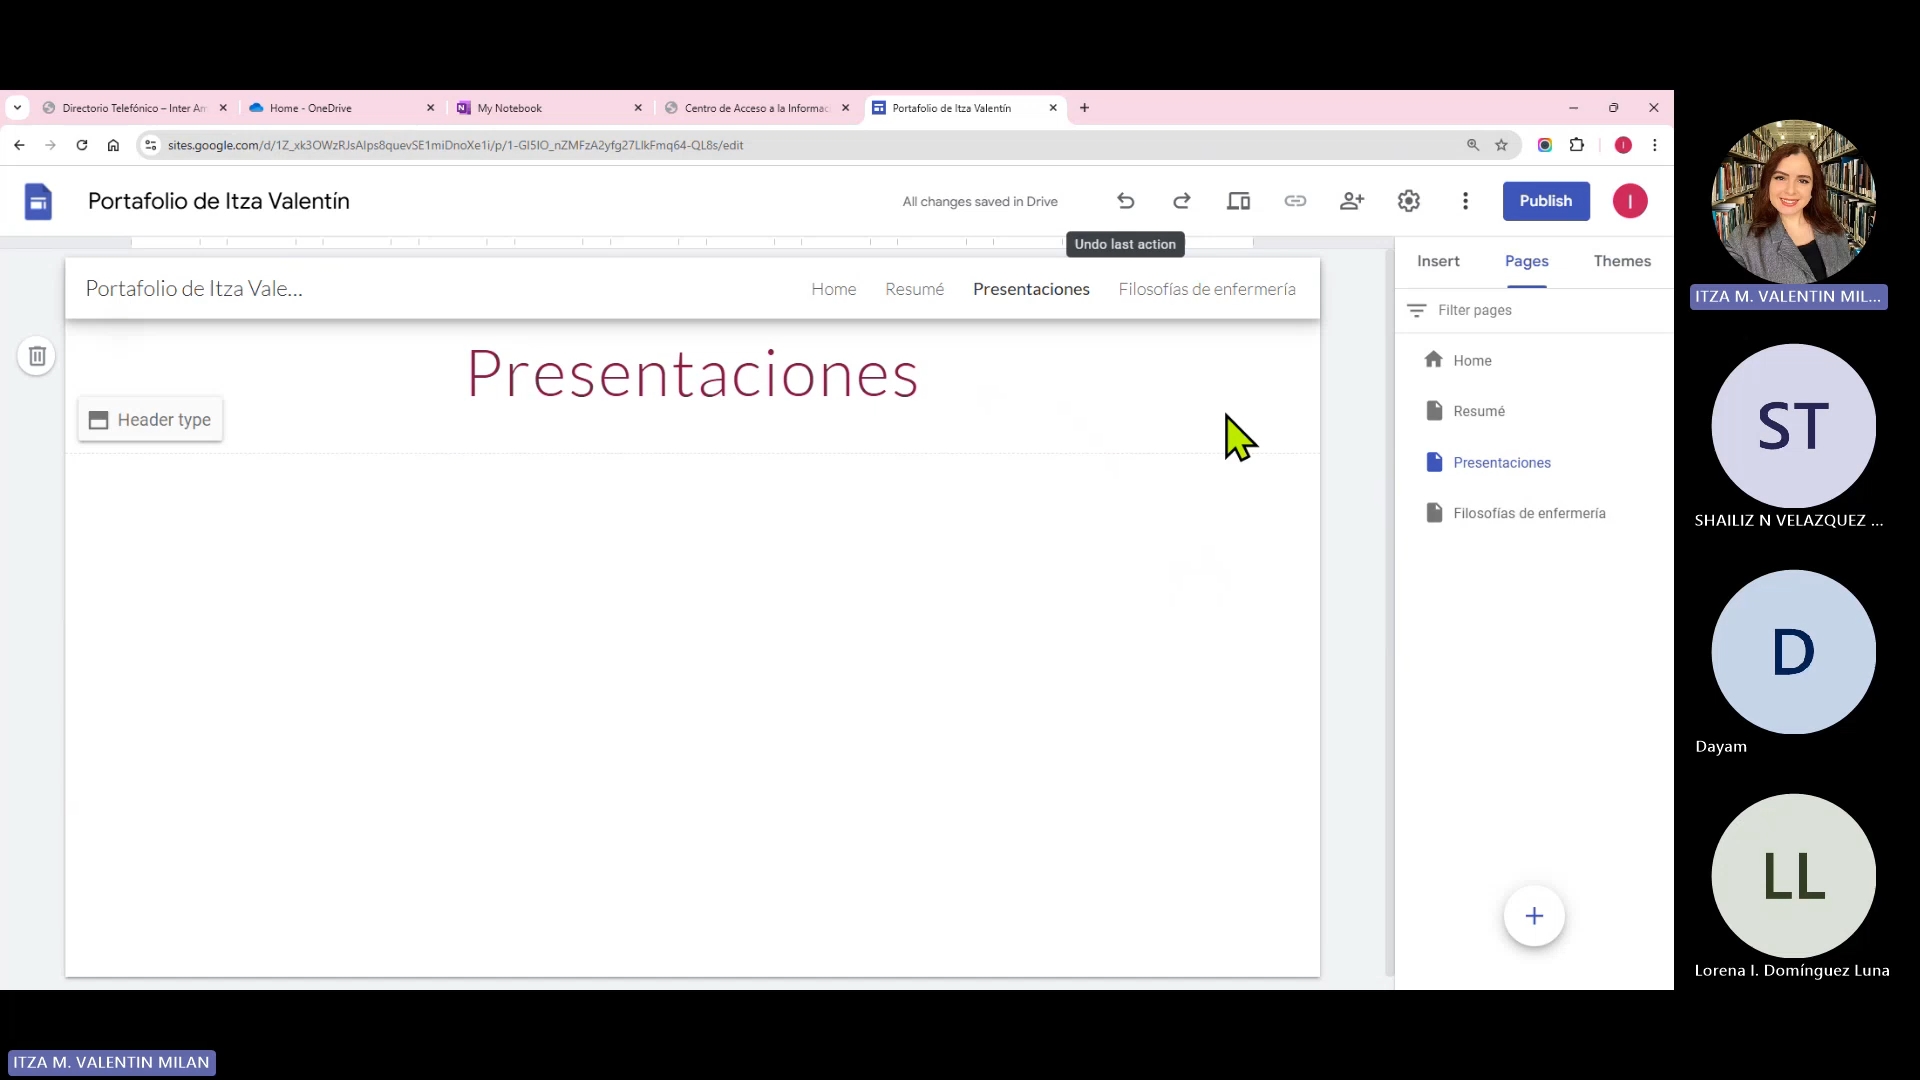 Directorio Telefónico – Inter Am
Home - OneDrive
My Notebook
Centro de Acceso a la Informac
Portafolio de Itza Valentín
sites.google.com/d/1Z_xk3OWzRJsAlps8quevSE1miDnoXe1i/p/1-GI5IO_nZMFzA2yfg27LlkFmq64-QL8s/edit
Portafolio de Itza Valentín
All changes saved in Drive
Publish
I
Undo last action
Insert
Pages
Themes
Portafolio de Itza Vale...
Home
Resumé
Presentaciones
Filosofías de enfermería
Filter pages
Presentaciones
Header type
Home
Resumé
Presentaciones
Filosofías de enfermería
ITZA M. VALENTIN MIL...
ST
SHAILIZ N VELAZQUEZ ...
D
Dayam
LL
Lorena I. Domínguez Luna
ITZA M. VALENTIN MILAN